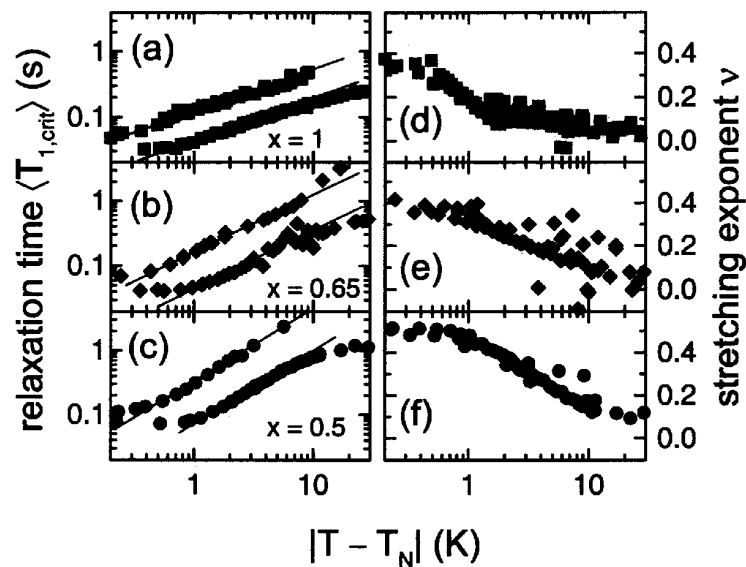 relaxation time ⟨T1,crit⟩ (s)
1
0.1
(a)
x = 1
1
0.1
(b)
x = 0.65
1
0.1
(c)
x = 0.5
(d)
0.4
0.2
0.0
(e)
0.4
0.2
0.0
(f)
0.4
0.2
0.0
stretching exponent ν
1
10
1
10
|T − TN| (K)